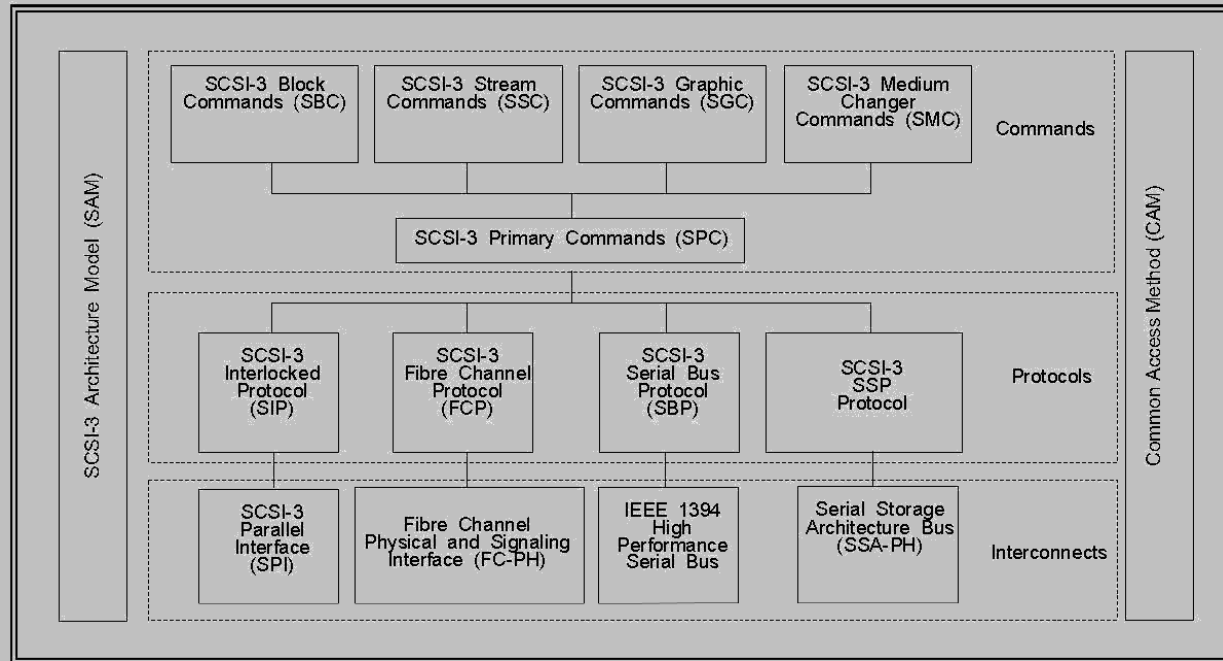 SCSI-3 Architecture Model (SAM)
SCSI-3 Block
Commands (SBC)
SCSI-3 Stream
Commands (SSC)
SCSI-3 Graphic
Commands (SGC)
SCSI-3 Medium
Changer
Commands (SMC)
Commands
SCSI-3 Primary Commands (SPC)
SCSI-3
Interlocked
Protocol
(SIP)
SCSI-3
Fibre Channel
Protocol
(FCP)
SCSI-3
Serial Bus
Protocol
(SBP)
SCSI-3
SSP
Protocol
Protocols
SCSI-3
Parallel
Interface
(SPI)
Fibre Channel
Physical and Signaling
Interface (FC-PH)
IEEE 1394
High
Performance
Serial Bus
Serial Storage
Architecture Bus
(SSA-PH)
Interconnects
Common Access Method (CAM)